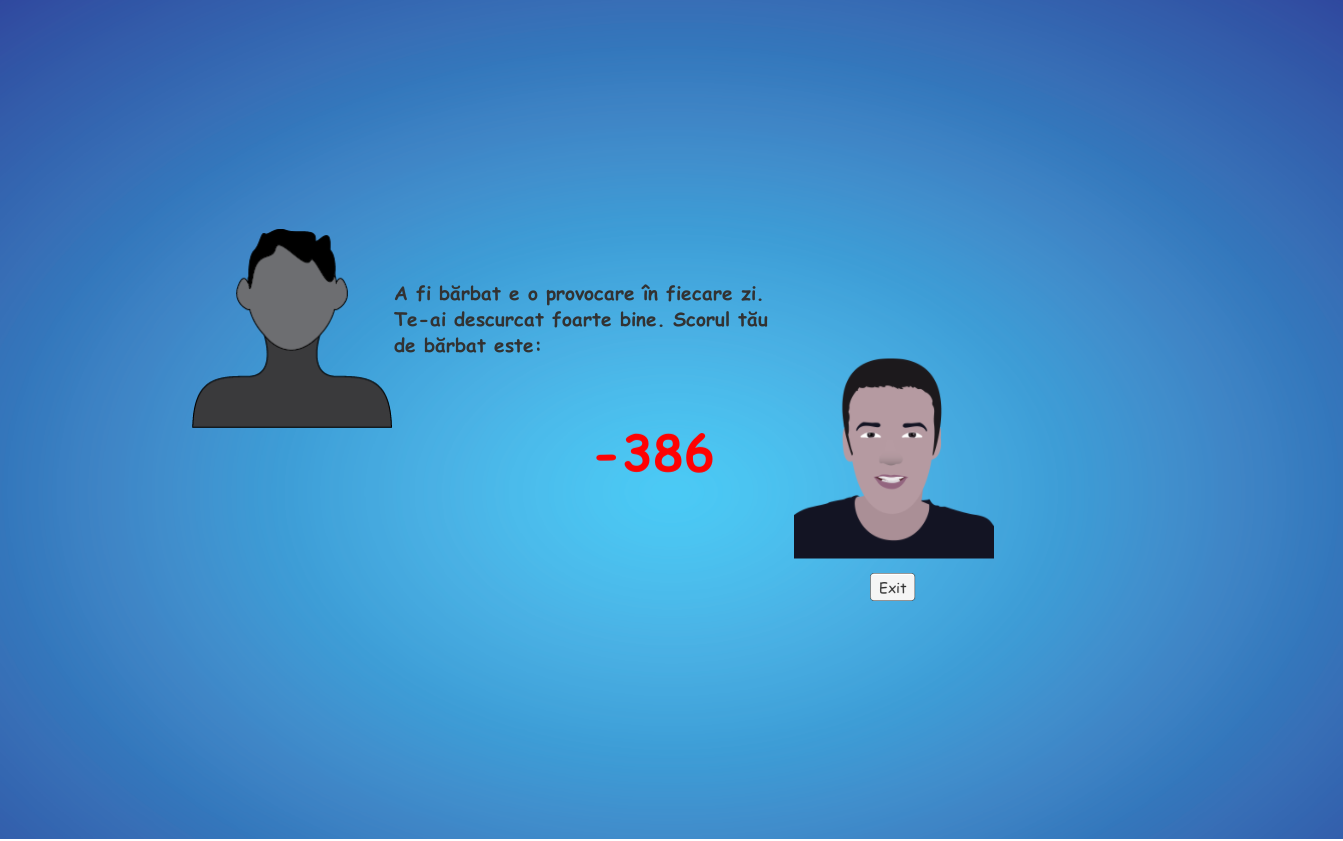 A fi bărbat e o provocare în fiecare zi.
Te-ai descurcat foarte bine. Scorul tău
de bărbat este:
-386
Exit